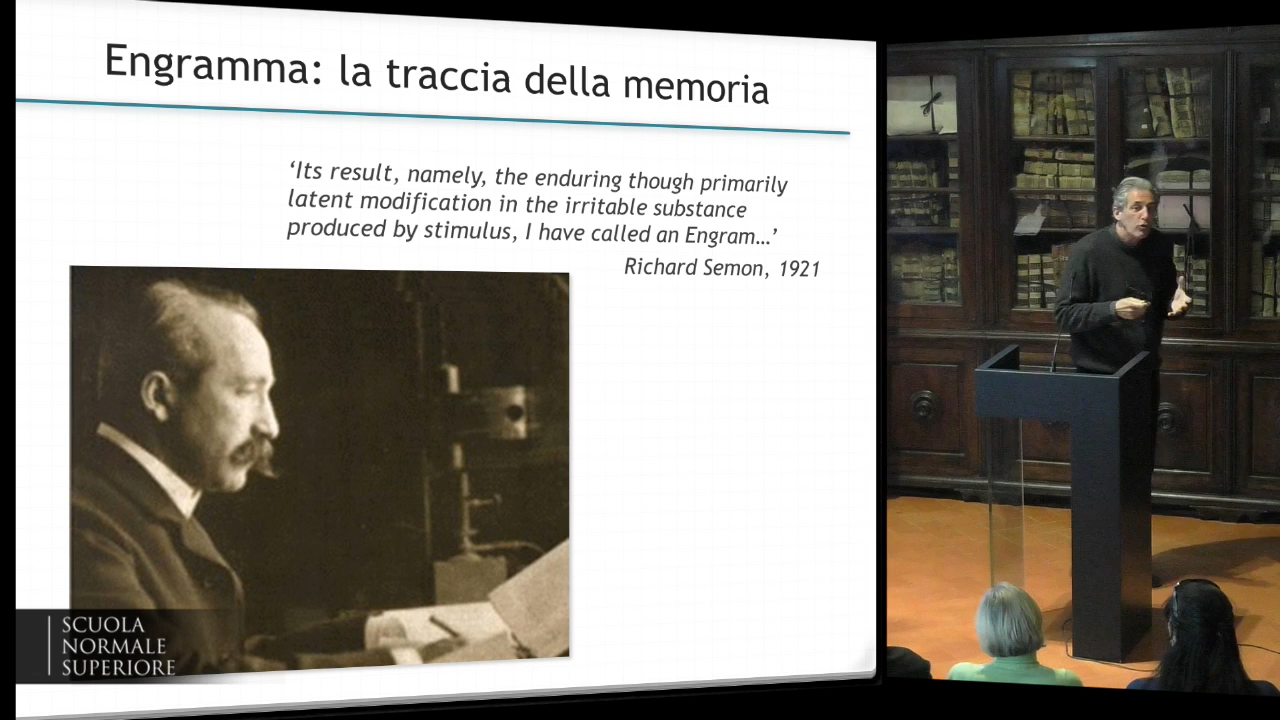 Engramma: la traccia della memoria
‘Its result, namely, the enduring though primarily
latent modification in the irritable substance
produced by stimulus, I have called an Engram…’
Richard Semon, 1921
SCUOLA
NORMALE
SUPERIORE